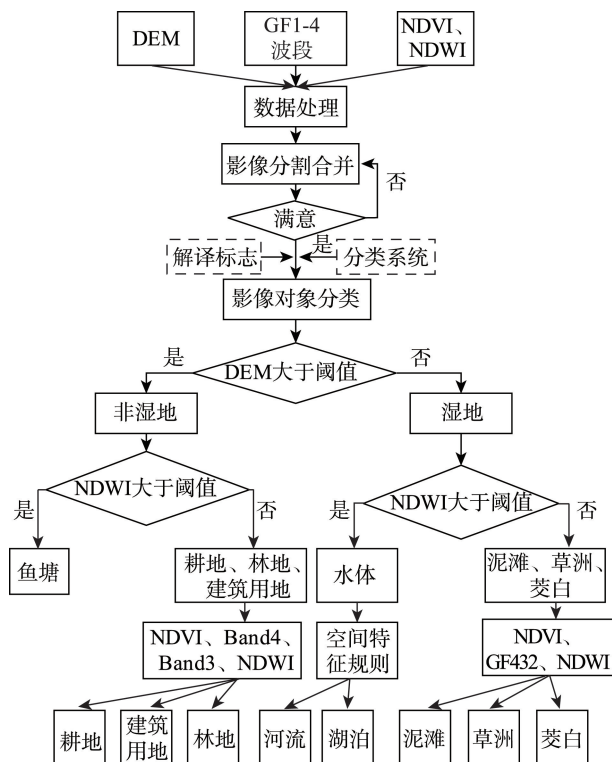 DEM
GF1-4
波段
NDVI、
NDWI
数据处理
影像分割合并
否
满意
是
解译标志
分类系统
影像对象分类
是
DEM大于阈值
否
非湿地
湿地
NDWI大于阈值
NDWI大于阈值
是
否
是
否
鱼塘
耕地、林地、
建筑用地
水体
泥滩、草洲、
茭白
NDVI、Band4、
Band3、NDWI
空间特
征规则
NDVI、
GF432、NDWI
耕地
建筑
用地
林地
河流
湖泊
泥滩
草洲
茭白